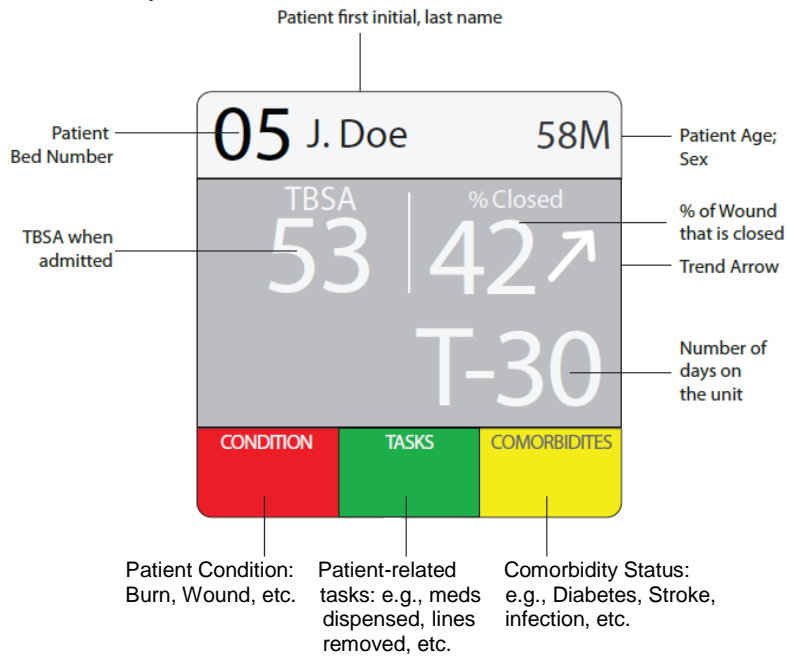 Patient first initial, last name
05 J. Doe 58M
Patient
Bed Number
Patient Age;
Sex
TBSA
% Closed
53
42
% of Wound
that is closed
TBSA when
admitted
Trend Arrow
T-30
Number of
days on
the unit
CONDITION
TASKS
COMORBIDITES
Patient Condition:
Burn, Wound, etc.
Patient-related
tasks: e.g., meds
dispensed, lines
removed, etc.
Comorbidity Status:
e.g., Diabetes, Stroke,
infection, etc.